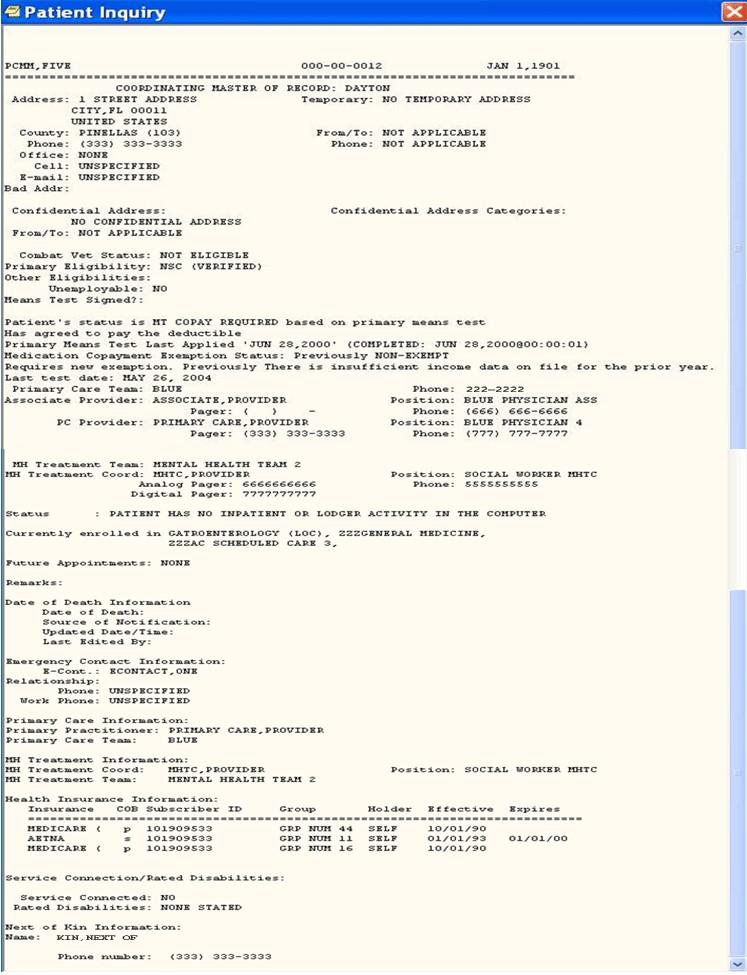 Patient Inquiry
PCMM,FIVE 000-00-0012 JAN 1,1901
=======================================================================
COORDINATING MASTER OF RECORD: DAYTON
Address: 1 STREET ADDRESS Temporary: NO TEMPORARY ADDRESS
CITY,FL 00011
UNITED STATES
County: PINELLAS (103) From/To: NOT APPLICABLE
Phone: (333) 333-3333 Phone: NOT APPLICABLE
Office: NONE
Cell: UNSPECIFIED
E-mail: UNSPECIFIED
Bad Addr:
Confidential Address: Confidential Address Categories:
NO CONFIDENTIAL ADDRESS
From/To: NOT APPLICABLE
Combat Vet Status: NOT ELIGIBLE
Primary Eligibility: NSC (VERIFIED)
Other Eligibilities:
Unemployable: NO
Means Test Signed?:
Patient's status is MT COPAY REQUIRED based on primary means test
Has agreed to pay the deductible
Primary Means Test Last Applied 'JUN 28,2000' (COMPLETED: JUN 28,2000@00:00:01)
Medication Copayment Exemption Status: Previously NON-EXEMPT
Requires new exemption. Previously There is insufficient income data on file for the prior year.
Last test date: MAY 26, 2004
Primary Care Team: BLUE Phone: 222-2222
Associate Provider: ASSOCIATE,PROVIDER Position: BLUE PHYSICIAN ASS
Pager: ( ) - Phone: (666) 666-6666
PC Provider: PRIMARY CARE,PROVIDER Position: BLUE PHYSICIAN 4
Pager: (333) 333-3333 Phone: (777) 777-7777
MH Treatment Team: MENTAL HEALTH TEAM 2
MH Treatment Coord: MHTC,PROVIDER Position: SOCIAL WORKER MHTC
Analog Pager: 6666666666 Phone: 5555555555
Digital Pager: 7777777777
Status : PATIENT HAS NO INPATIENT OR LODGER ACTIVITY IN THE COMPUTER
Currently enrolled in GATROENTEROLOGY (LOC), ZZZGENERAL MEDICINE,
ZZZAC SCHEDULED CARE 3,
Future Appointments: NONE
Remarks:
Date of Death Information
Date of Death:
Source of Notification:
Updated Date/Time:
Last Edited By:
Emergency Contact Information:
E-Cont.: ECONTACT,ONE
Relationship:
Phone: UNSPECIFIED
Work Phone: UNSPECIFIED
Primary Care Information:
Primary Practitioner: PRIMARY CARE,PROVIDER
Primary Care Team: BLUE
MH Treatment Information:
MH Treatment Coord: MHTC,PROVIDER Position: SOCIAL WORKER MHTC
MH Treatment Team: MENTAL HEALTH TEAM 2
Health Insurance Information:
Insurance COB Subscriber ID Group Holder Effective Expires
=======================================================================
MEDICARE ( p 101909533 GRP NUM 44 SELF 10/01/90
AETNA s 101909533 GRP NUM 11 SELF 01/01/93 01/01/00
MEDICARE ( p 101909533 GRP NUM 16 SELF 10/01/90
Service Connection/Rated Disabilities:
Service Connected: NO
Rated Disabilities: NONE STATED
Next of Kin Information:
Name: KIN,NEXT OF
Phone number: (333) 333-3333